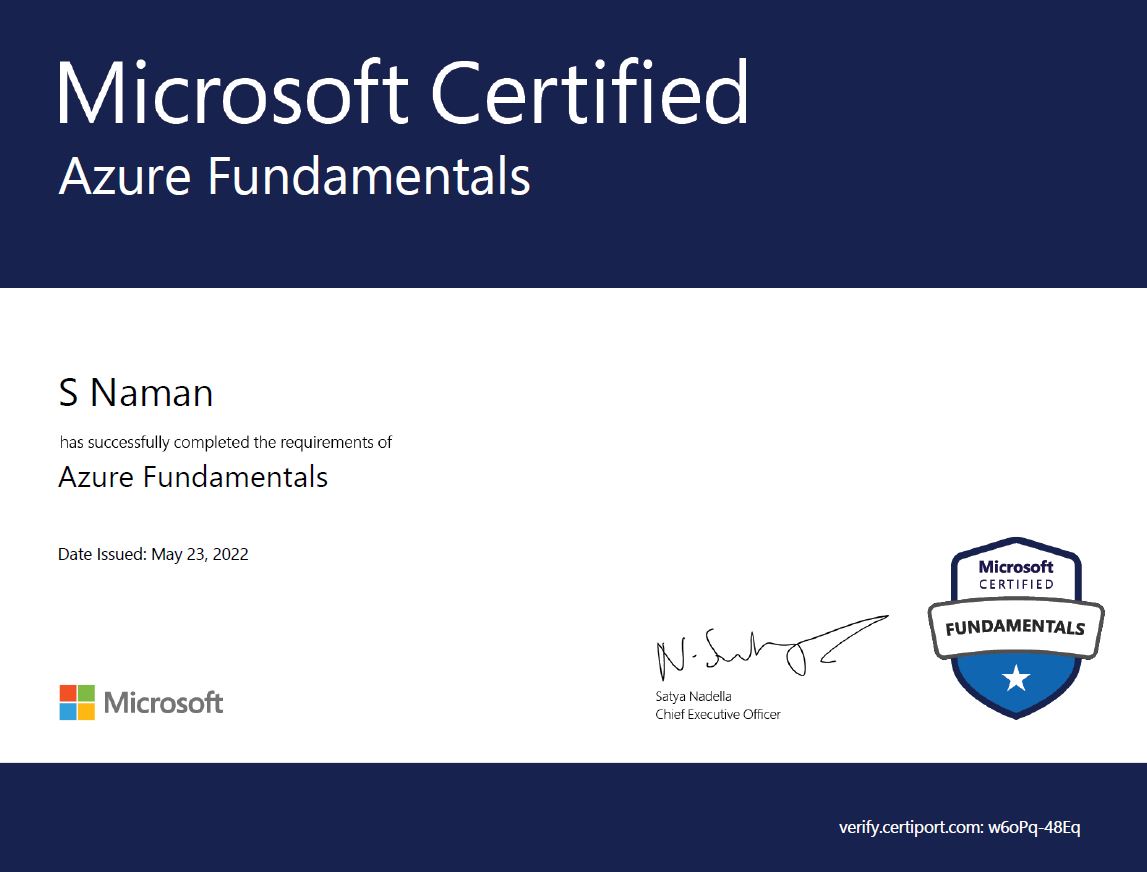 Microsoft Certified
Azure Fundamentals
S Naman
has successfully completed the requirements of
Azure Fundamentals
Date Issued: May 23, 2022
Microsoft
CERTIFIED
FUNDAMENTALS
N. Satya
Satya Nadella
Chief Executive Officer
Microsoft
verify.certiport.com: w6oPq-48Eq